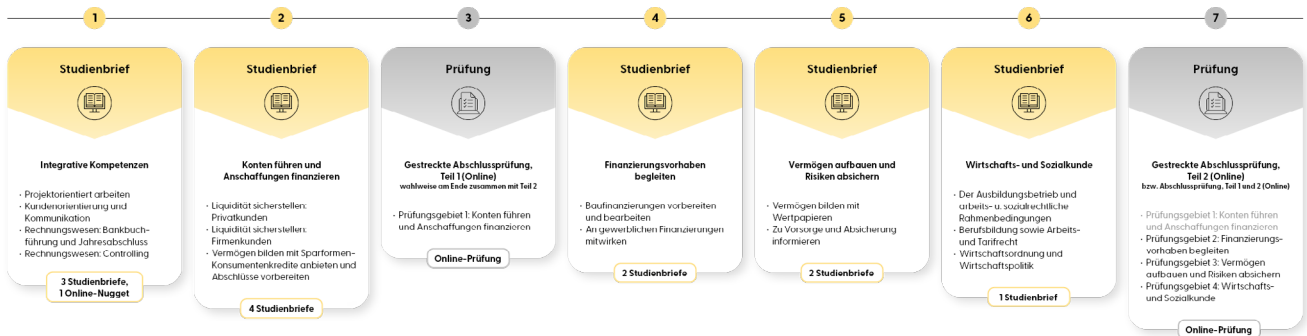 1
2
3
4
5
6
7
Studienbrief
Integrative Kompetenzen
· Projektorientiert arbeiten
· Kundenorientierung und
Kommunikation
· Rechnungswesen: Bankbuch-
führung und Jahresabschluss
· Rechnungswesen: Controlling
3 Studienbriefe,
1 Online-Nugget
Studienbrief
Konten führen und
Anschaffungen finanzieren
· Liquidität sicherstellen:
Privatkunden
· Liquidität sicherstellen:
Firmenkunden
· Vermögen bilden mit Sparformen-
Konsumentenkredite anbieten und
Abschlüsse vorbereiten
4 Studienbriefe
Prüfung
Gestreckte Abschlussprüfung,
Teil 1 (Online)
wahlweise am Ende zusammen mit Teil 2
· Prüfungsgebiet 1: Konten führen
und Anschaffungen finanzieren
Online-Prüfung
Studienbrief
Finanzierungsvorhaben
begleiten
· Baufinanzierungen vorbereiten
und bearbeiten
· An gewerblichen Finanzierungen
mitwirken
2 Studienbriefe
Studienbrief
Vermögen aufbauen und
Risiken absichern
· Vermögen bilden mit
Wertpapieren
· Zu Vorsorge und Absicherung
informieren
2 Studienbriefe
Studienbrief
Wirtschafts- und Sozialkunde
· Der Ausbildungsbetrieb und
arbeits- u. sozialrechtliche
Rahmenbedingungen
· Berufsbildung sowie Arbeits-
und Tarifrecht
· Wirtschaftsordnung und
Wirtschaftspolitik
1 Studienbrief
Prüfung
Gestreckte Abschlussprüfung,
Teil 2 (Online)
bzw. Abschlussprüfung, Teil 1 und 2 (Online)
· Prüfungsgebiet 1: Konten führen
und Anschaffungen finanzieren
· Prüfungsgebiet 2: Finanzierungs-
vorhaben begleiten
· Prüfungsgebiet 3: Vermögen
aufbauen und Risiken absichern
· Prüfungsgebiet 4: Wirtschafts-
und Sozialkunde
Online-Prüfung